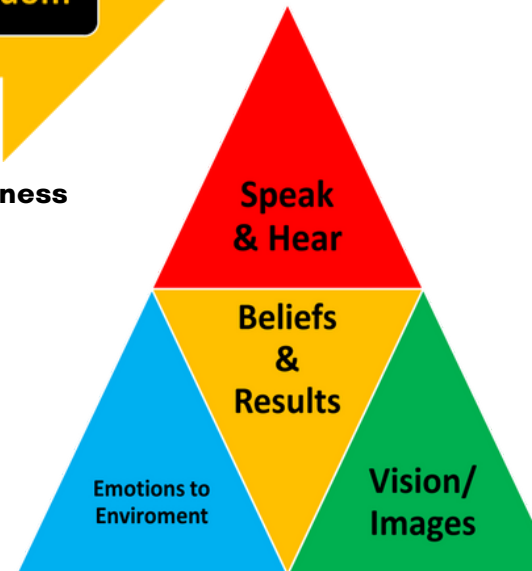 ness
Speak
& Hear
Beliefs
&
Results
Emotions to
Enviroment
Vision/
Images